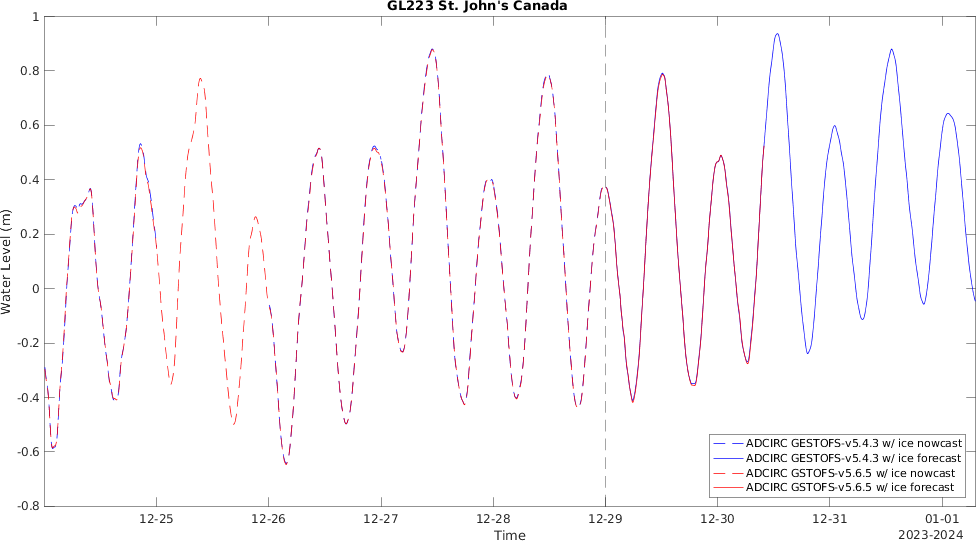 GL223 St. John's Canada
Water Level (m)
1
0.8
0.6
0.4
0.2
0
-0.2
-0.4
-0.6
-0.8
ADCIRC GESTOFS-v5.4.3 w/ ice nowcast
ADCIRC GESTOFS-v5.4.3 w/ ice forecast
ADCIRC GSTOFS-v5.6.5 w/ ice nowcast
ADCIRC GSTOFS-v5.6.5 w/ ice forecast
12-25 12-26 12-27 12-28 12-29 12-30 12-31 01-01
Time
2023-2024